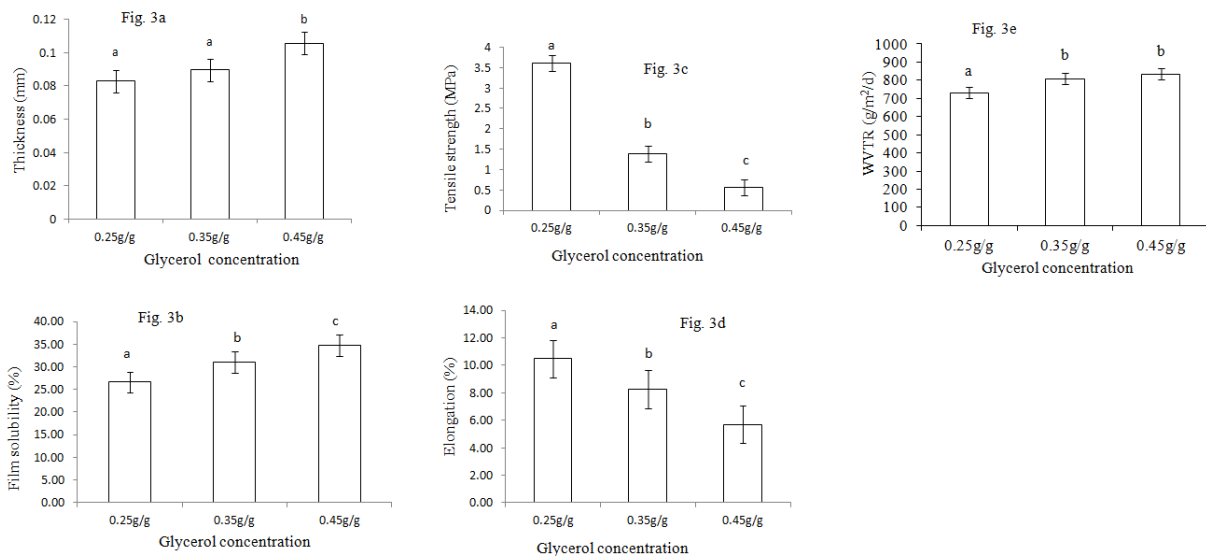 Fig. 3a
Thickness (mm)
0.12
0.1
0.08
0.06
0.04
0.02
0
a
a
b
0.25g/g 0.35g/g 0.45g/g
Glycerol concentration
Fig. 3c
Tensile strength (MPa)
4
3.5
3
2.5
2
1.5
1
0.5
0
a
b
c
0.25g/g 0.35g/g 0.45g/g
Glycerol concentration
Fig. 3e
WVTR (g/m²/d)
1000
900
800
700
600
500
400
300
200
100
0
a
b
b
0.25g/g 0.35g/g 0.45g/g
Glycerol concentration
Fig. 3b
Film solubility (%)
40.00
35.00
30.00
25.00
20.00
15.00
10.00
5.00
0.00
a
b
c
0.25g/g 0.35g/g 0.45g/g
Glycerol concentration
Fig. 3d
Elongation (%)
14.00
12.00
10.00
8.00
6.00
4.00
2.00
0.00
a
b
c
0.25g/g 0.35g/g 0.45g/g
Glycerol concentration